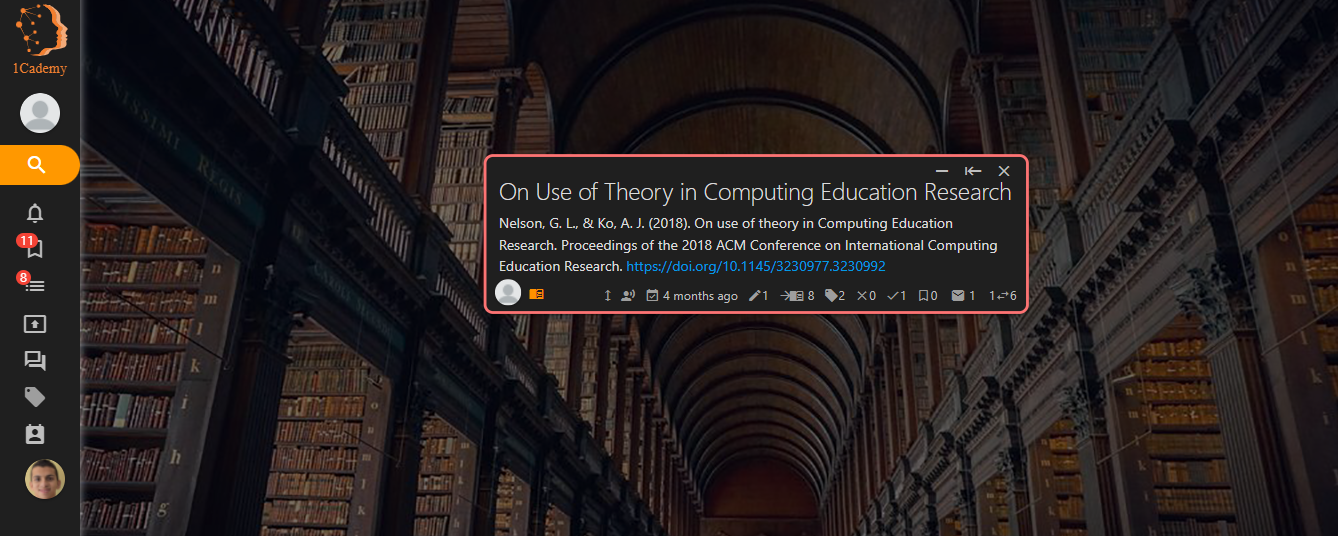 1Cademy
11
8
On Use of Theory in Computing Education Research
Nelson, G. L., & Ko, A. J. (2018). On use of theory in Computing Education
Research. Proceedings of the 2018 ACM Conference on International Computing
Education Research. https://doi.org/10.1145/3230977.3230992
4 months ago 1 8 2 0 1 0 1 1 6
n
m
l
k
i
h
g
o
n
m
l
k